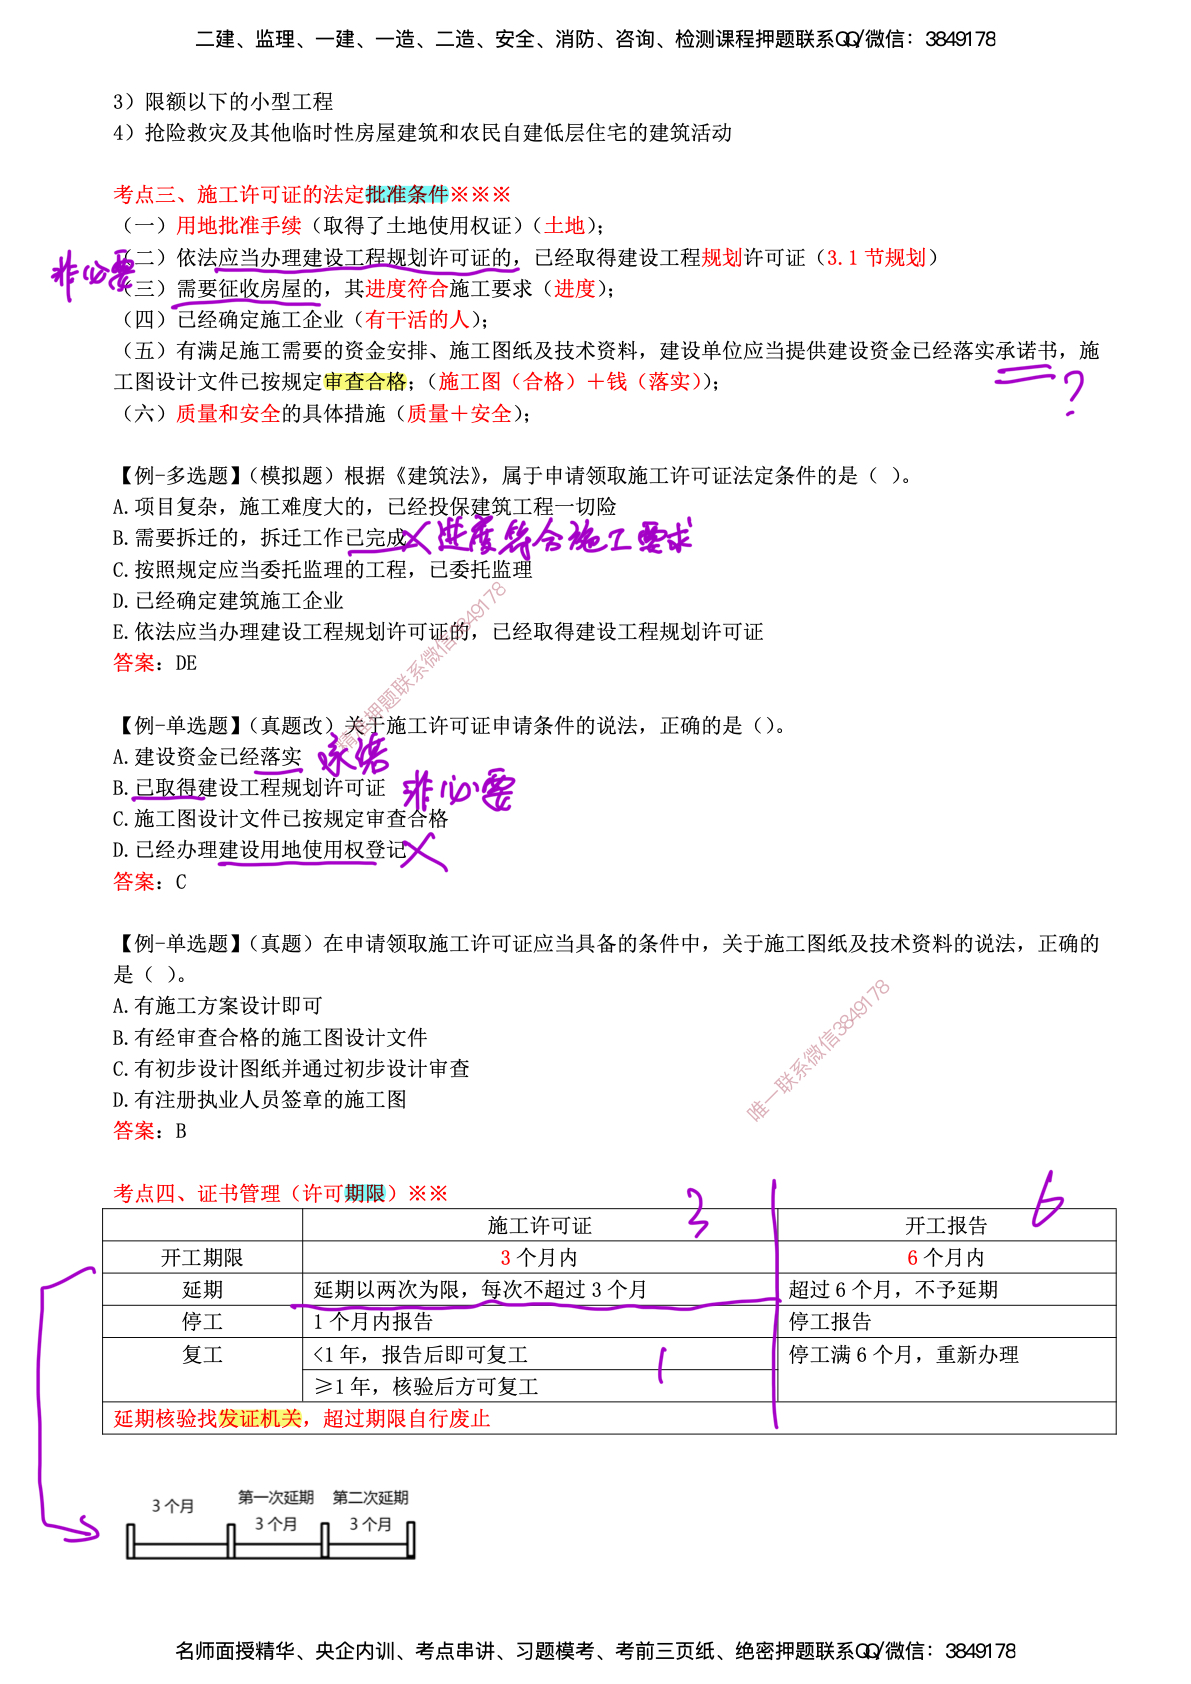 二建、监理、一建、一造、二造、安全、消防、咨询、检测课程押题联系QQ/微信：3849178
3）限额以下的小型工程
4）抢险救灾及其他临时性房屋建筑和农民自建低层住宅的建筑活动
考点三、施工许可证的法定批准条件※※※
（一）用地批准手续（取得了土地使用权证）（土地）；
（二）依法应当办理建设工程规划许可证的，已经取得建设工程规划许可证（3.1 节规划）
非必要
（三）需要征收房屋的，其进度符合施工要求（进度）；
（四）已经确定施工企业（有干活的人）；
（五）有满足施工需要的资金安排、施工图纸及技术资料，建设单位应当提供建设资金已经落实承诺书，施
工图设计文件已按规定审查合格；（施工图（合格）＋钱（落实））；
?
（六）质量和安全的具体措施（质量＋安全）；
【例-多选题】（模拟题）根据《建筑法》，属于申请领取施工许可证法定条件的是（ ）。
A.项目复杂，施工难度大的，已经投保建筑工程一切险
B.需要拆迁的，拆迁工作已完成 进度符合施工要求
C.按照规定应当委托监理的工程，已委托监理
D.已经确定建筑施工企业
E.依法应当办理建设工程规划许可证的，已经取得建设工程规划许可证
答案：DE
精准押题联系微信3849178
【例-单选题】（真题改）关于施工许可证申请条件的说法，正确的是（）。
A.建设资金已经落实 承诺
B.已取得建设工程规划许可证 非必要
C.施工图设计文件已按规定审查合格
D.已经办理建设用地使用权登记
答案：C
【例-单选题】（真题）在申请领取施工许可证应当具备的条件中，关于施工图纸及技术资料的说法，正确的
是（ ）。
A.有施工方案设计即可
B.有经审查合格的施工图设计文件
C.有初步设计图纸并通过初步设计审查
D.有注册执业人员签章的施工图
答案：B
唯一联系微信3849178
考点四、证书管理（许可期限）※※
施工许可证 3 开工报告 6
开工期限 3 个月内 6 个月内
延期 延期以两次为限，每次不超过 3 个月 超过 6 个月，不予延期
停工 1 个月内报告 停工报告
复工 <1 年，报告后即可复工 1 停工满 6 个月，重新办理
≥1 年，核验后方可复工
延期核验找发证机关，超过期限自行废止
3 个月 第一次延期 第二次延期
3 个月 3 个月
名师面授精华、央企内训、考点串讲、习题模考、考前三页纸、绝密押题联系QQ/微信：3849178